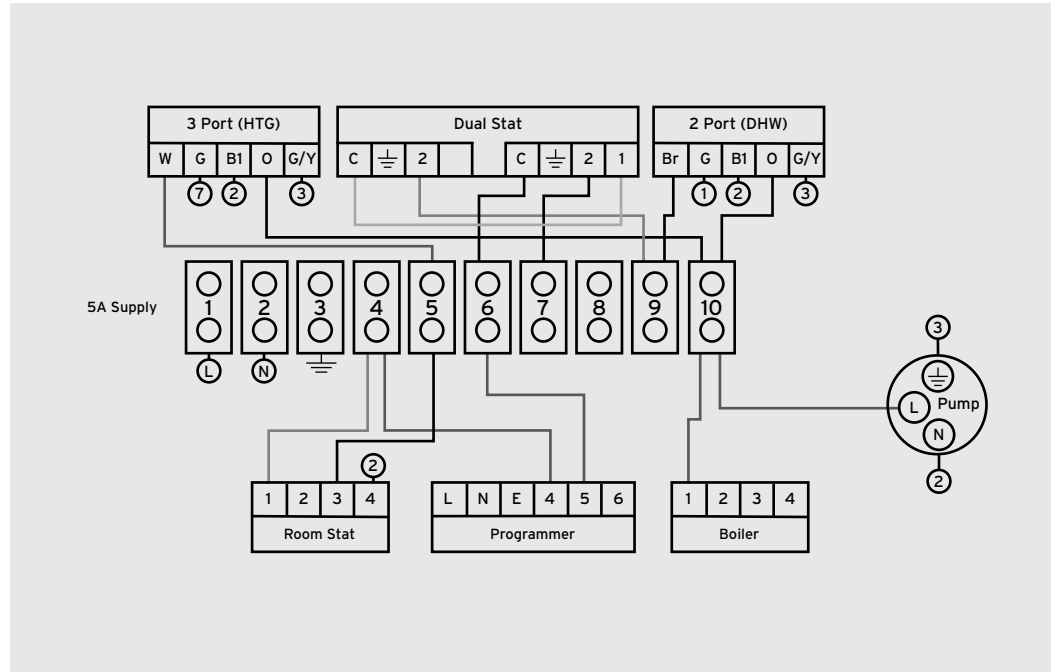 3 Port (HTG) Dual Stat 2 Port (DHW)
W G B1 O G/Y C 2 C 2 1 Br G B1 O G/Y
7 2 3 1 2 3
5A Supply 1 2 3 4 5 6 7 8 9 10
L N
3
L Pump
N
2
2
1 2 3 4 L N E 4 5 6 1 2 3 4
Room Stat Programmer Boiler